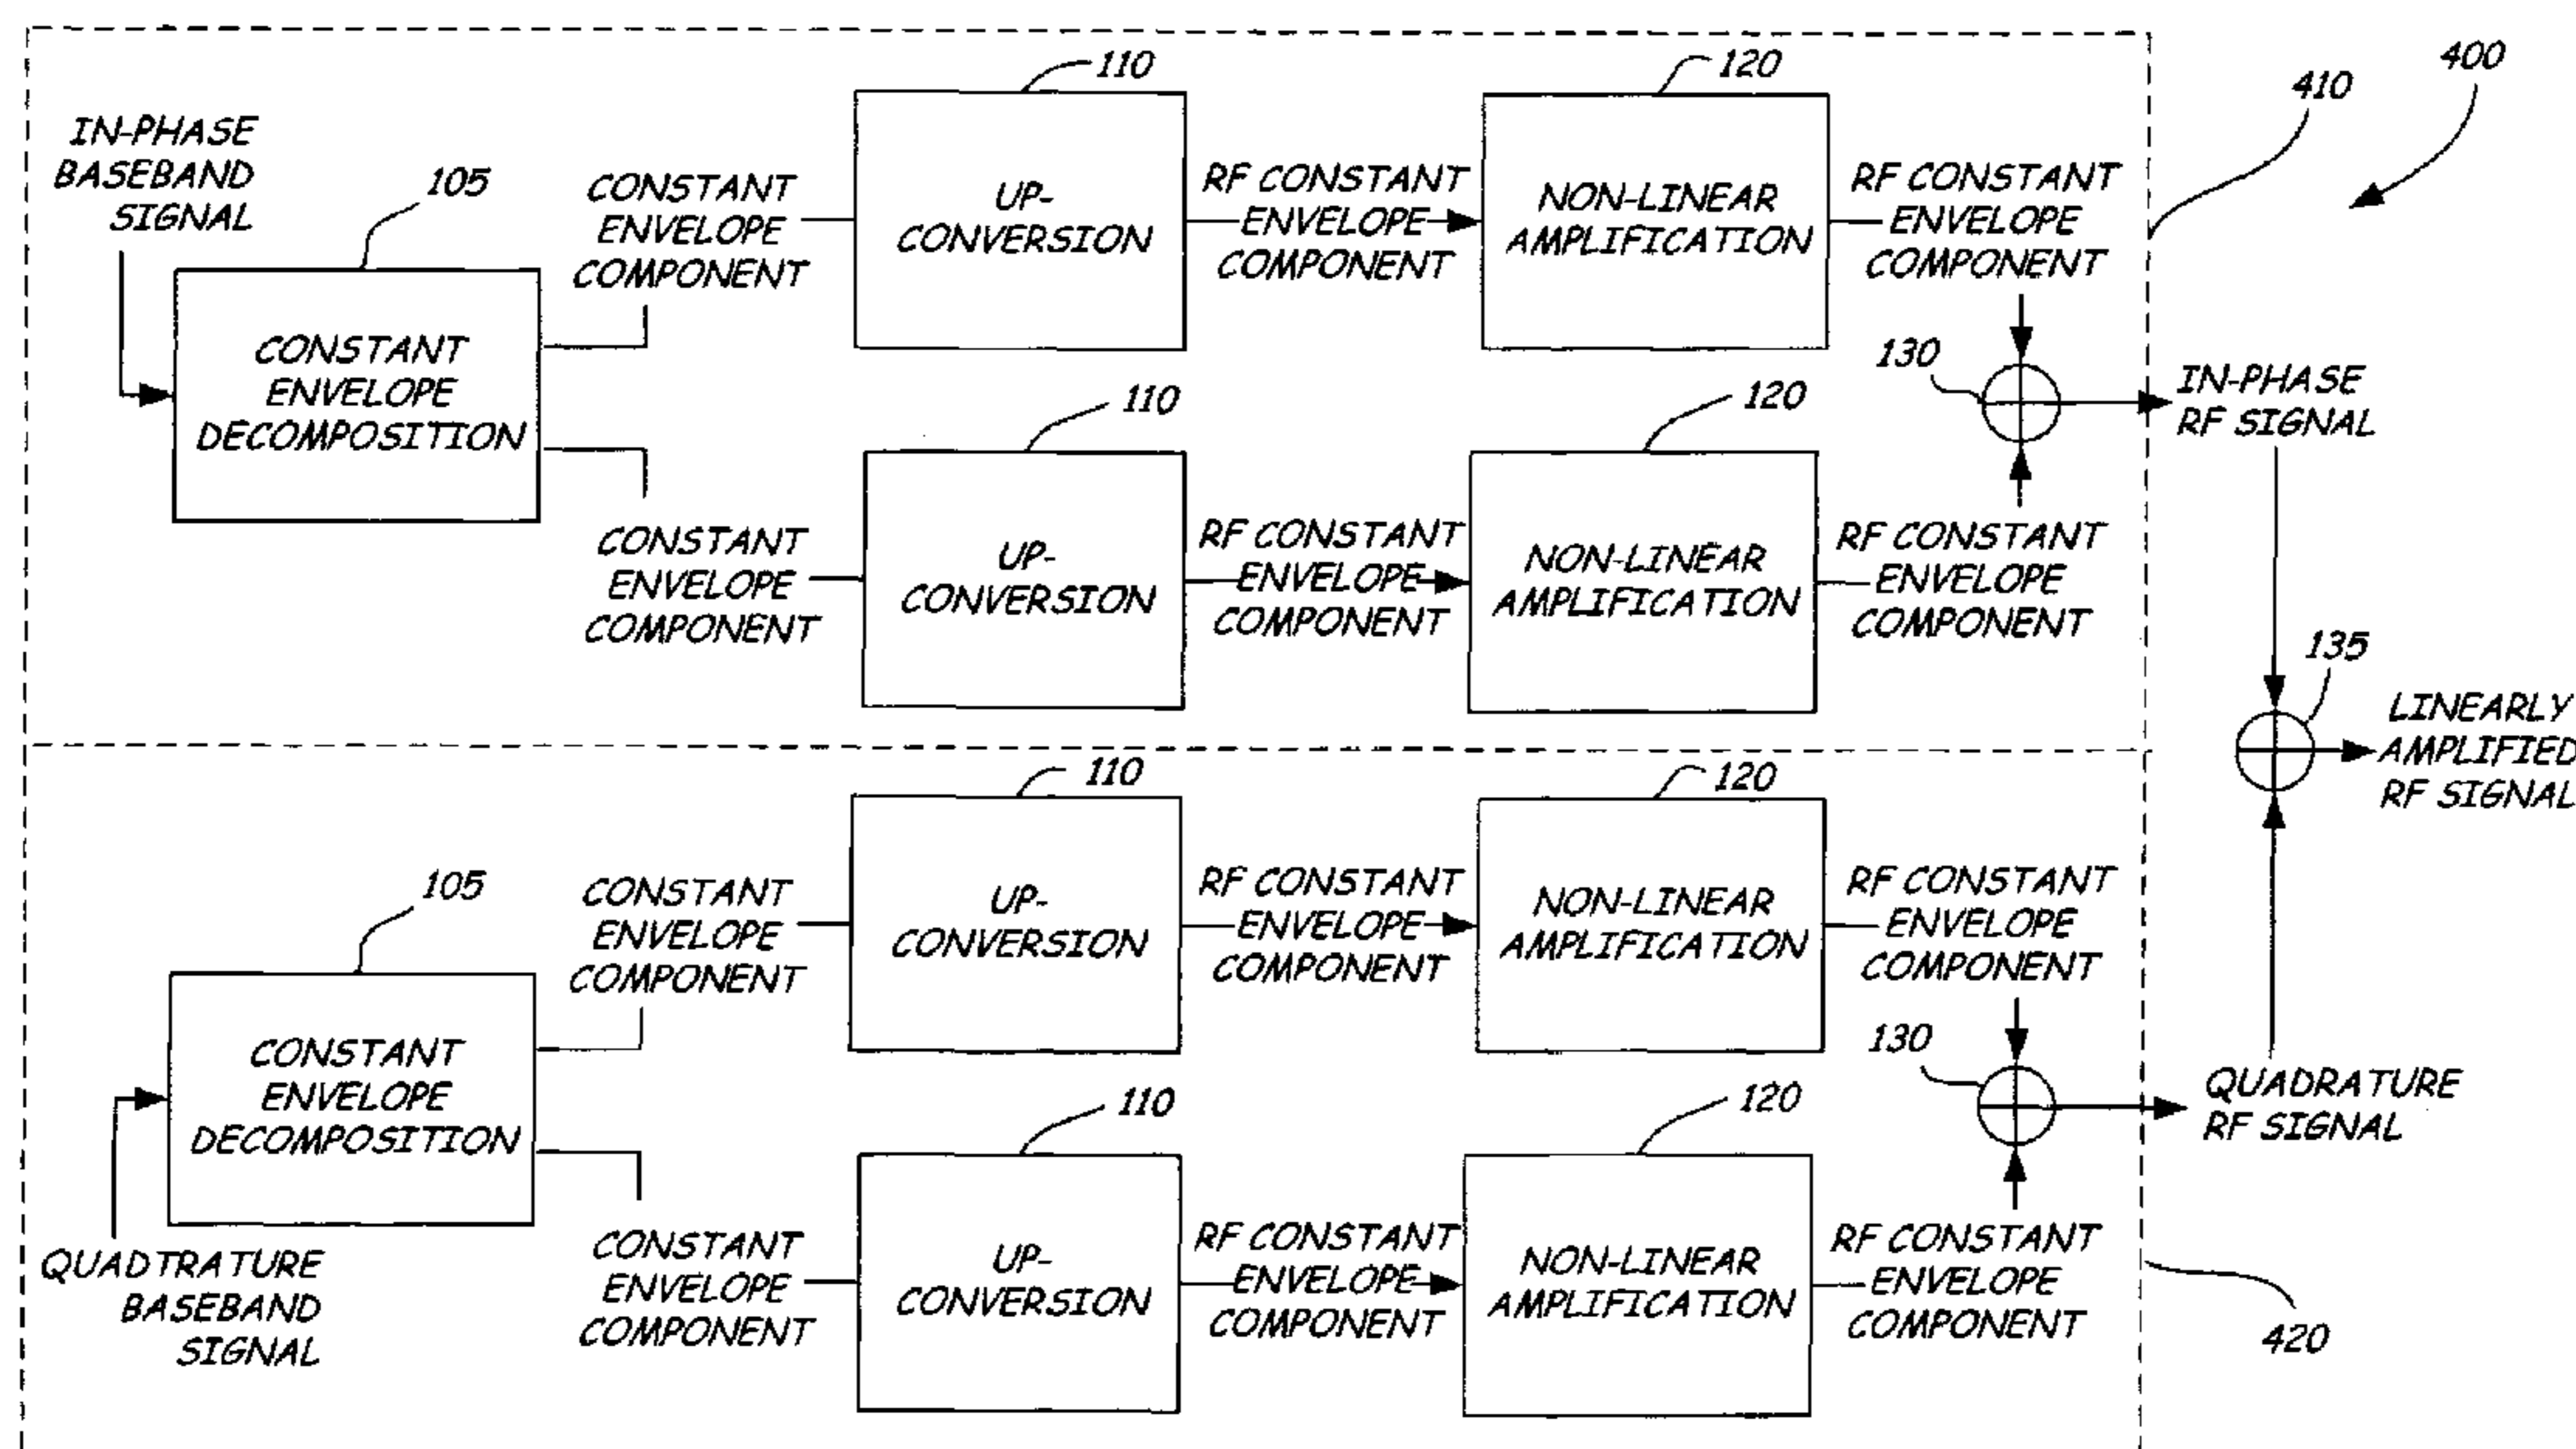 400
410
110
120
IN-PHASE
BASEBAND
SIGNAL
105
CONSTANT
ENVELOPE
COMPONENT
UP-
CONVERSION
RF CONSTANT
ENVELOPE
COMPONENT
NON-LINEAR
AMPLIFICATION
RF CONSTANT
ENVELOPE
COMPONENT
CONSTANT
ENVELOPE
DECOMPOSITION
130
IN-PHASE
RF SIGNAL
110
120
CONSTANT
ENVELOPE
COMPONENT
UP-
CONVERSION
RF CONSTANT
ENVELOPE
COMPONENT
NON-LINEAR
AMPLIFICATION
RF CONSTANT
ENVELOPE
COMPONENT
135
LINEARLY
AMPLIFIED
RF SIGNAL
110
120
105
CONSTANT
ENVELOPE
COMPONENT
UP-
CONVERSION
RF CONSTANT
ENVELOPE
COMPONENT
NON-LINEAR
AMPLIFICATION
RF CONSTANT
ENVELOPE
COMPONENT
CONSTANT
ENVELOPE
DECOMPOSITION
130
QUADRATURE
RF SIGNAL
110
120
QUADTRATURE
BASEBAND
SIGNAL
CONSTANT
ENVELOPE
COMPONENT
UP-
CONVERSION
RF CONSTANT
ENVELOPE
COMPONENT
NON-LINEAR
AMPLIFICATION
RF CONSTANT
ENVELOPE
COMPONENT
420